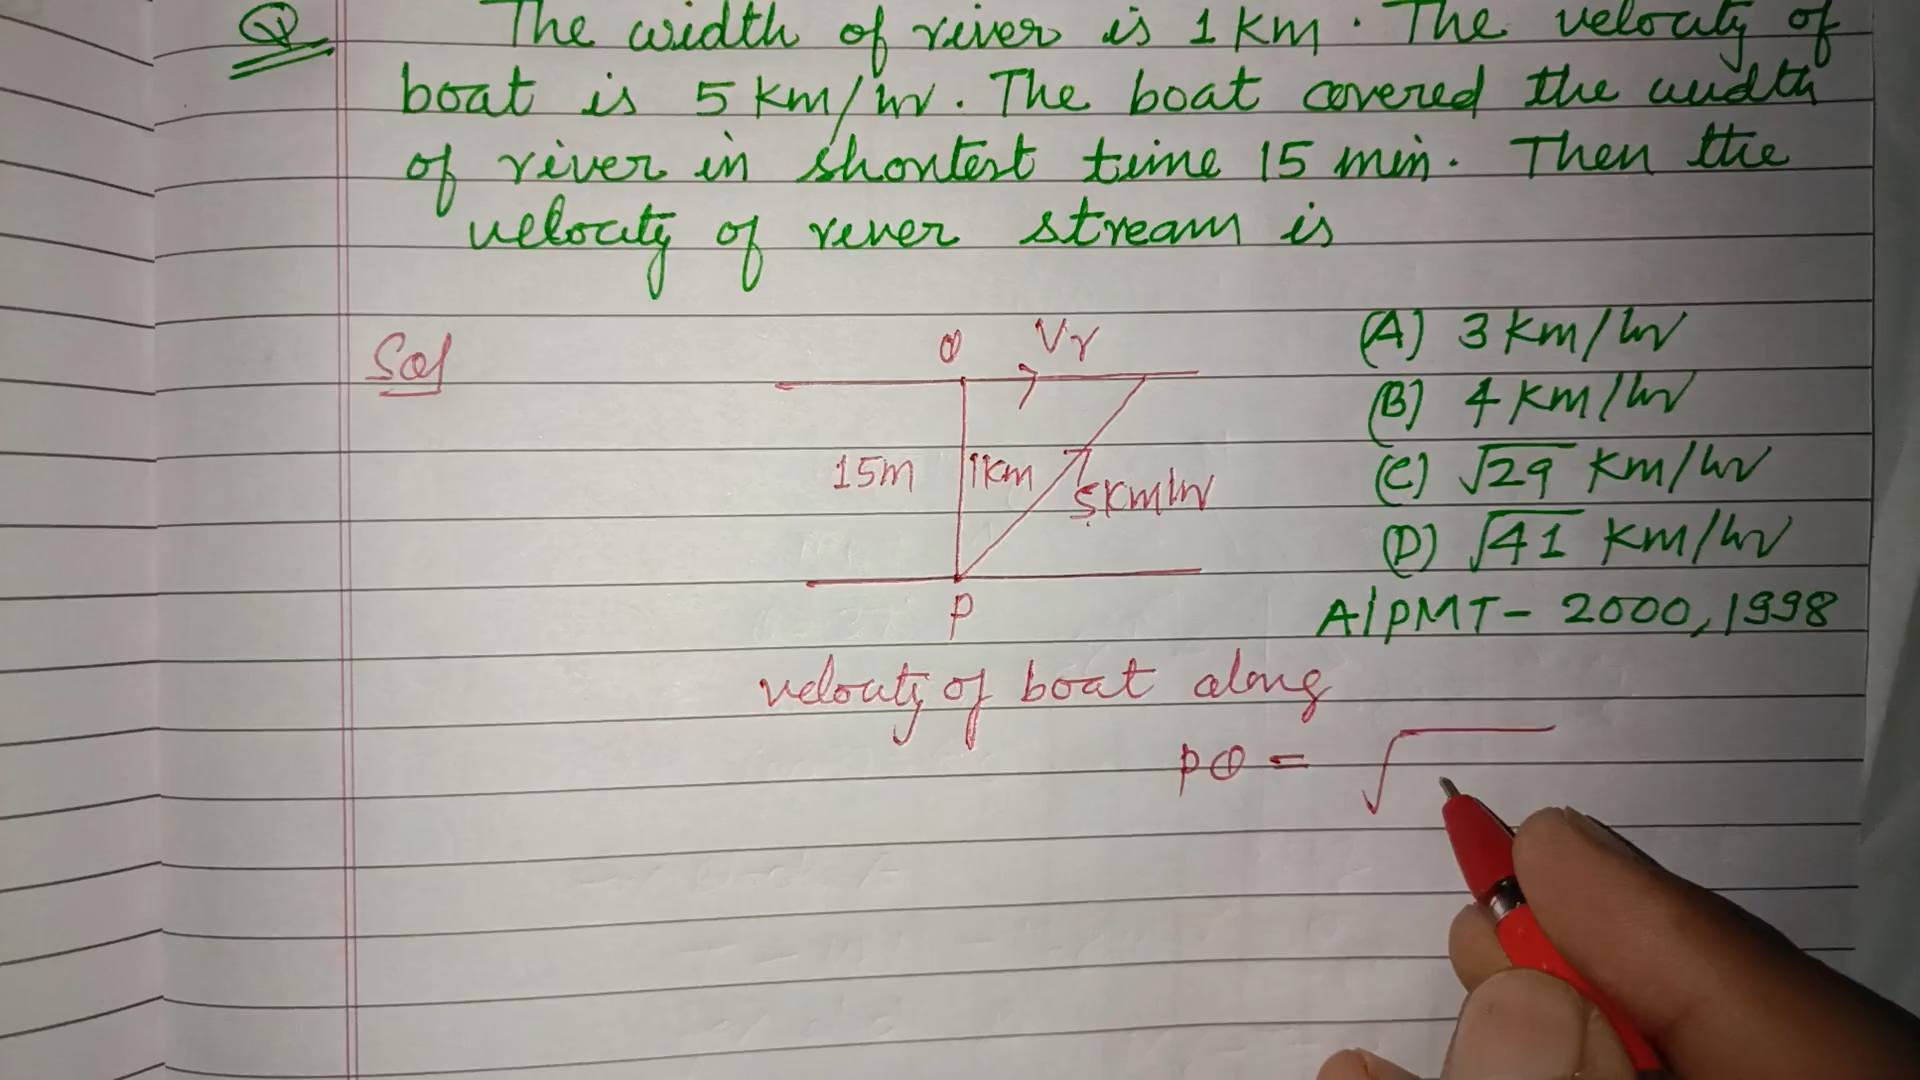 Q The width of river is 1 Km. The velocity of
boat is 5 Km/hr. The boat covered the width
of river in shortest time 15 min. Then the
velocity of river stream is
Sol
Q Vr
15m 1km 5km/hr
P
(A) 3 Km/hr
(B) 4 Km/hr
(C) √29 Km/hr
(D) √41 Km/hr
AIPMT- 2000, 1998
velocity of boat along
PQ = √